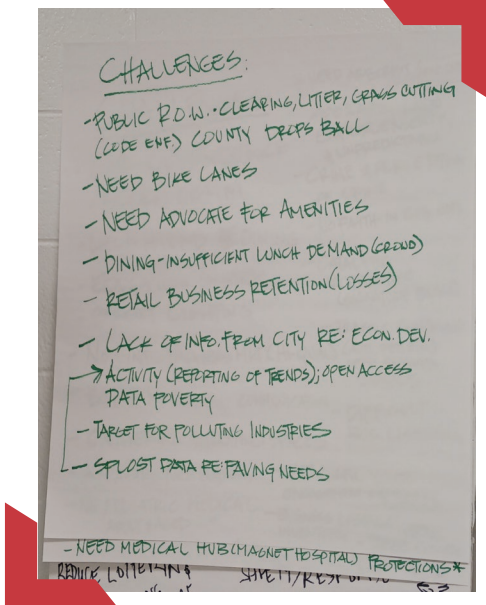 CHALLENGES:
- PUBLIC R.O.W. - CLEARING, LITTER, GRASS CUTTING
(CODE ENF.) COUNTY DROPS BALL
- NEED BIKE LANES
- NEED ADVOCATE FOR AMENITIES
- DINING - INSUFFICIENT LUNCH DEMAND (CROWD)
- RETAIL BUSINESS RETENTION (LOSSES)
- LACK OF INFO. FROM CITY RE: ECON. DEV.
→ ACTIVITY (REPORTING OF TRENDS); OPEN ACCESS
DATA POVERTY
- TARGET FOR POLLUTING INDUSTRIES
- SPLOST DATA RE: PAVING NEEDS
- NEED MEDICAL HUB (MAGNET HOSPITAL) PROTECTIONS*
REDUCE LOITERING